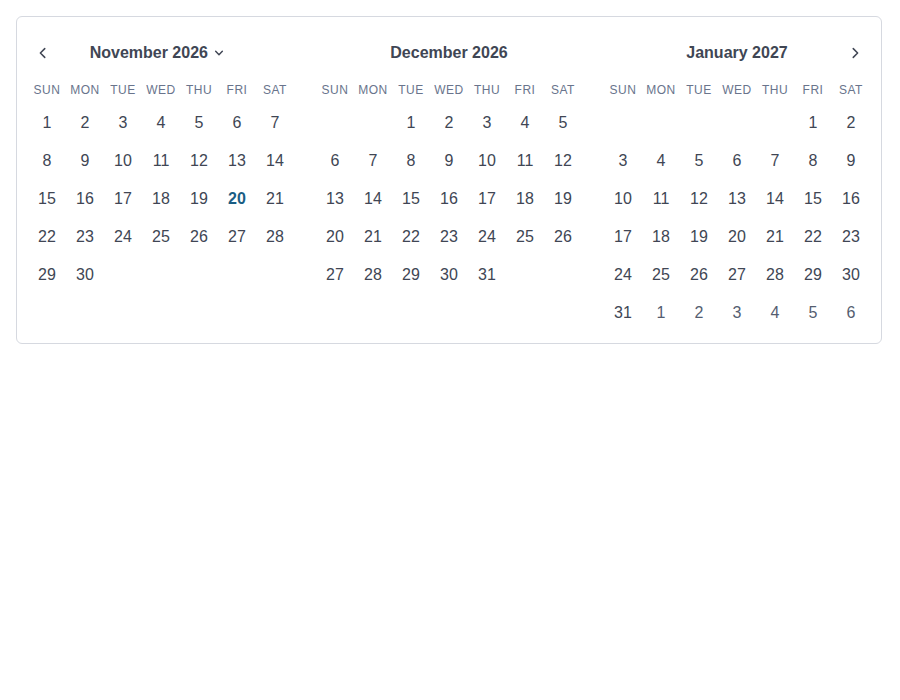 November 2026
SUN MON TUE WED THU FRI SAT
1 2 3 4 5 6 7
8 9 10 11 12 13 14
15 16 17 18 19 20 21
22 23 24 25 26 27 28
29 30
December 2026
SUN MON TUE WED THU FRI SAT
1 2 3 4 5
6 7 8 9 10 11 12
13 14 15 16 17 18 19
20 21 22 23 24 25 26
27 28 29 30 31
January 2027
SUN MON TUE WED THU FRI SAT
1 2
3 4 5 6 7 8 9
10 11 12 13 14 15 16
17 18 19 20 21 22 23
24 25 26 27 28 29 30
31 1 2 3 4 5 6